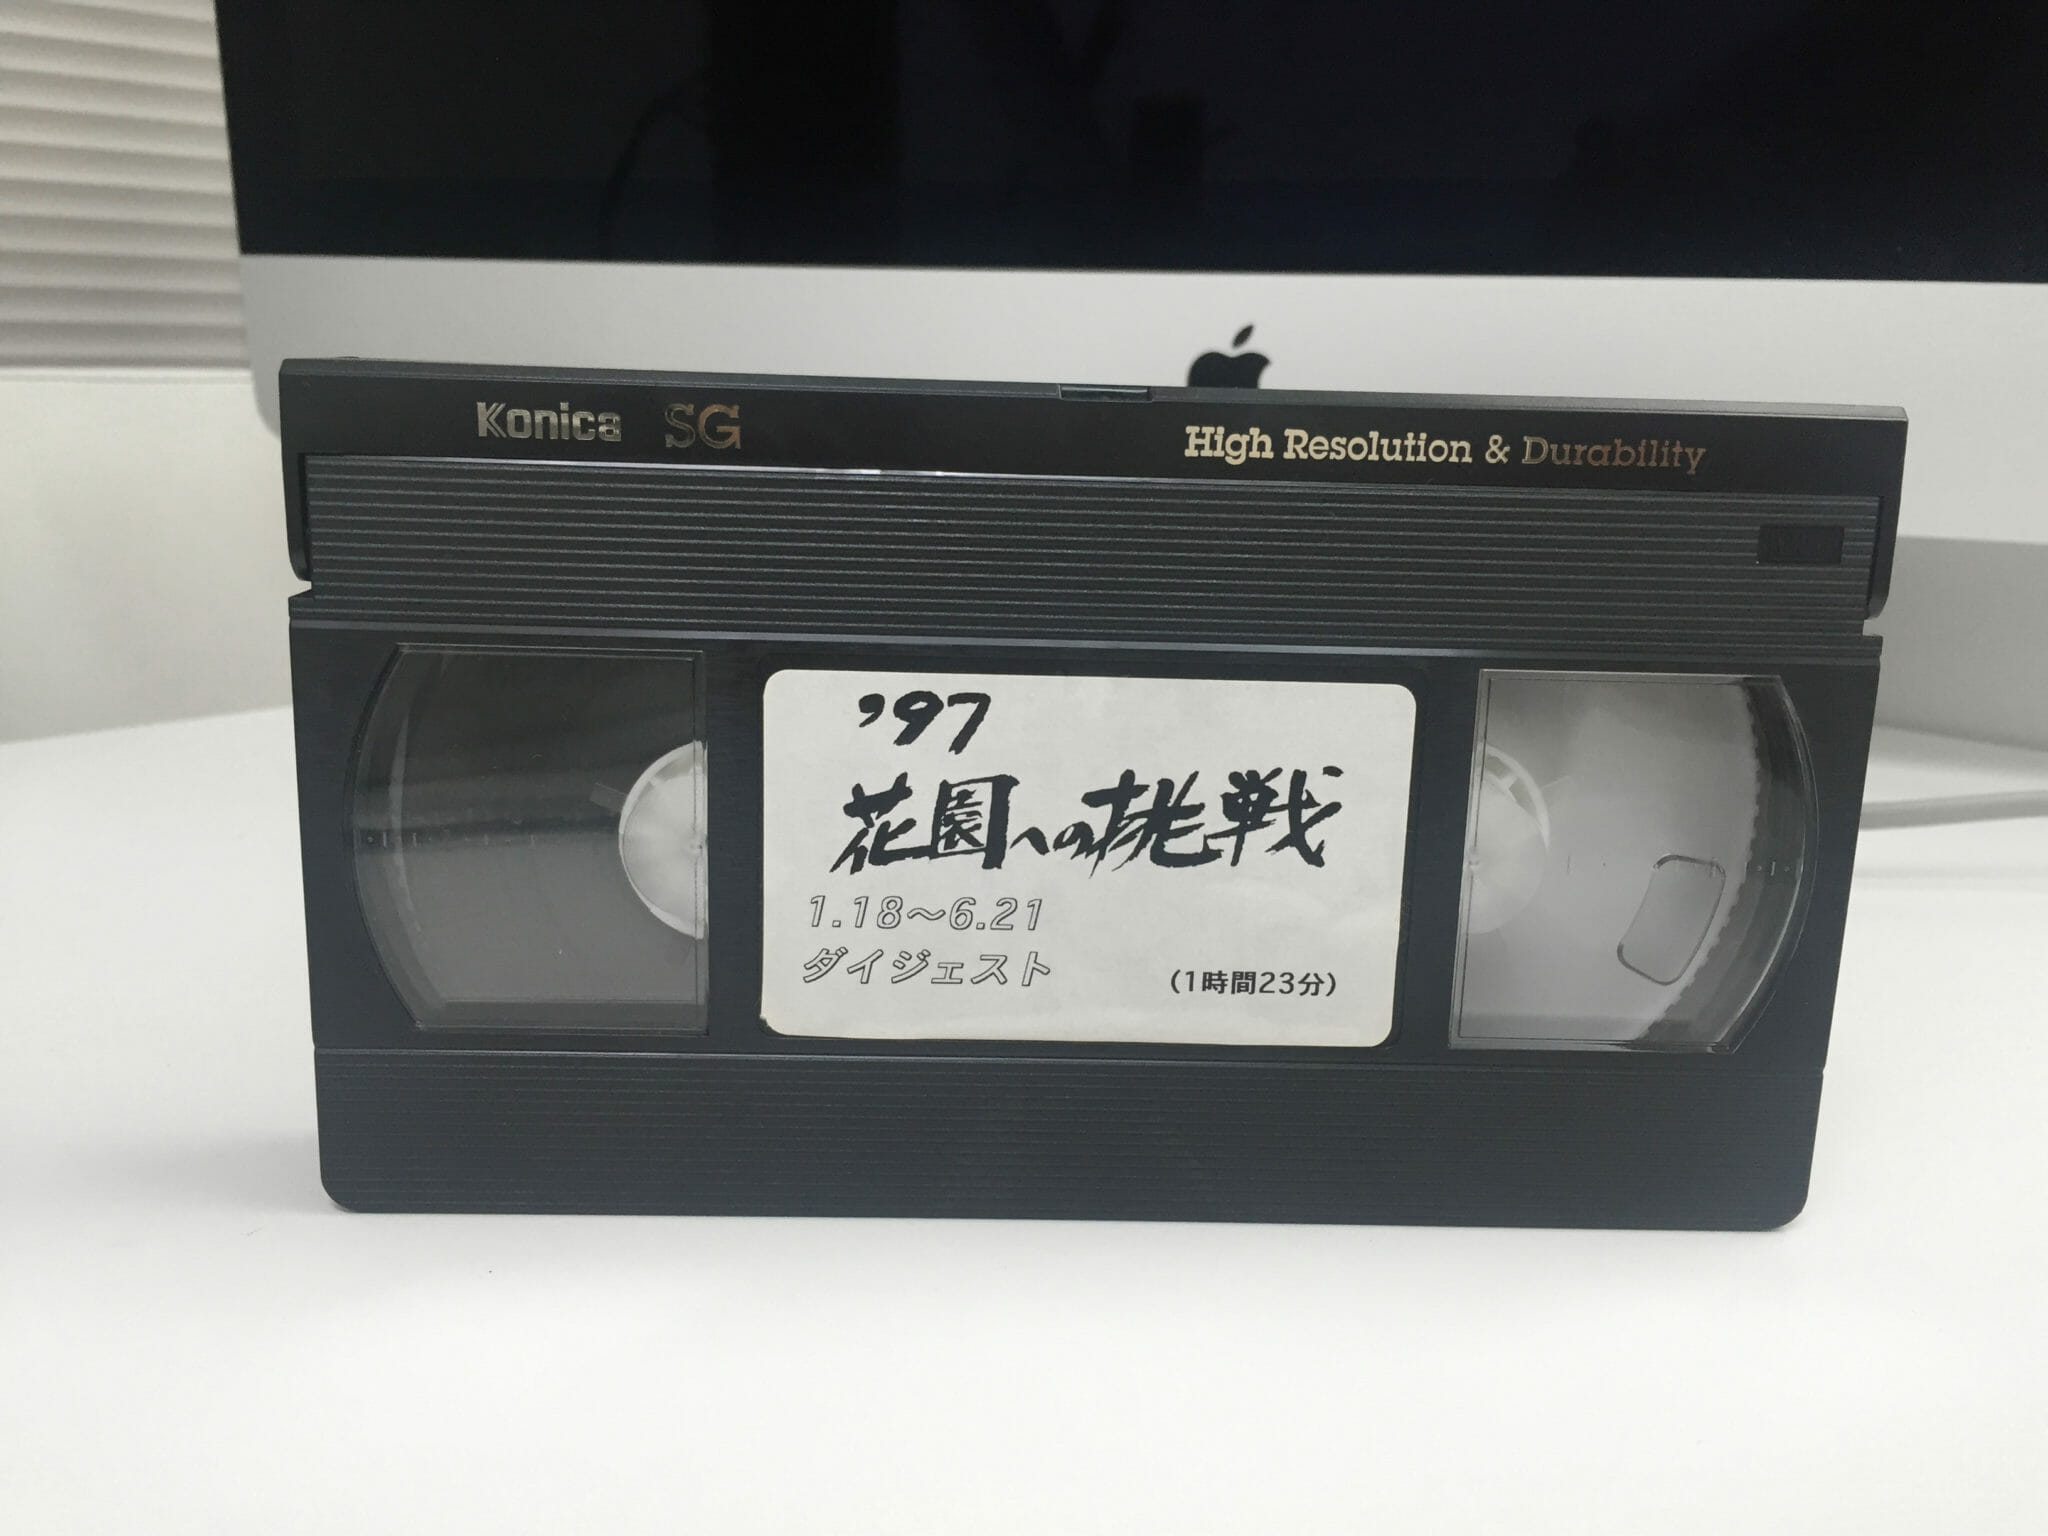 Konica SG
High Resolution & Durability
'97
花園への挑戦
1.18～6.21
ダイジェスト
(1時間23分)